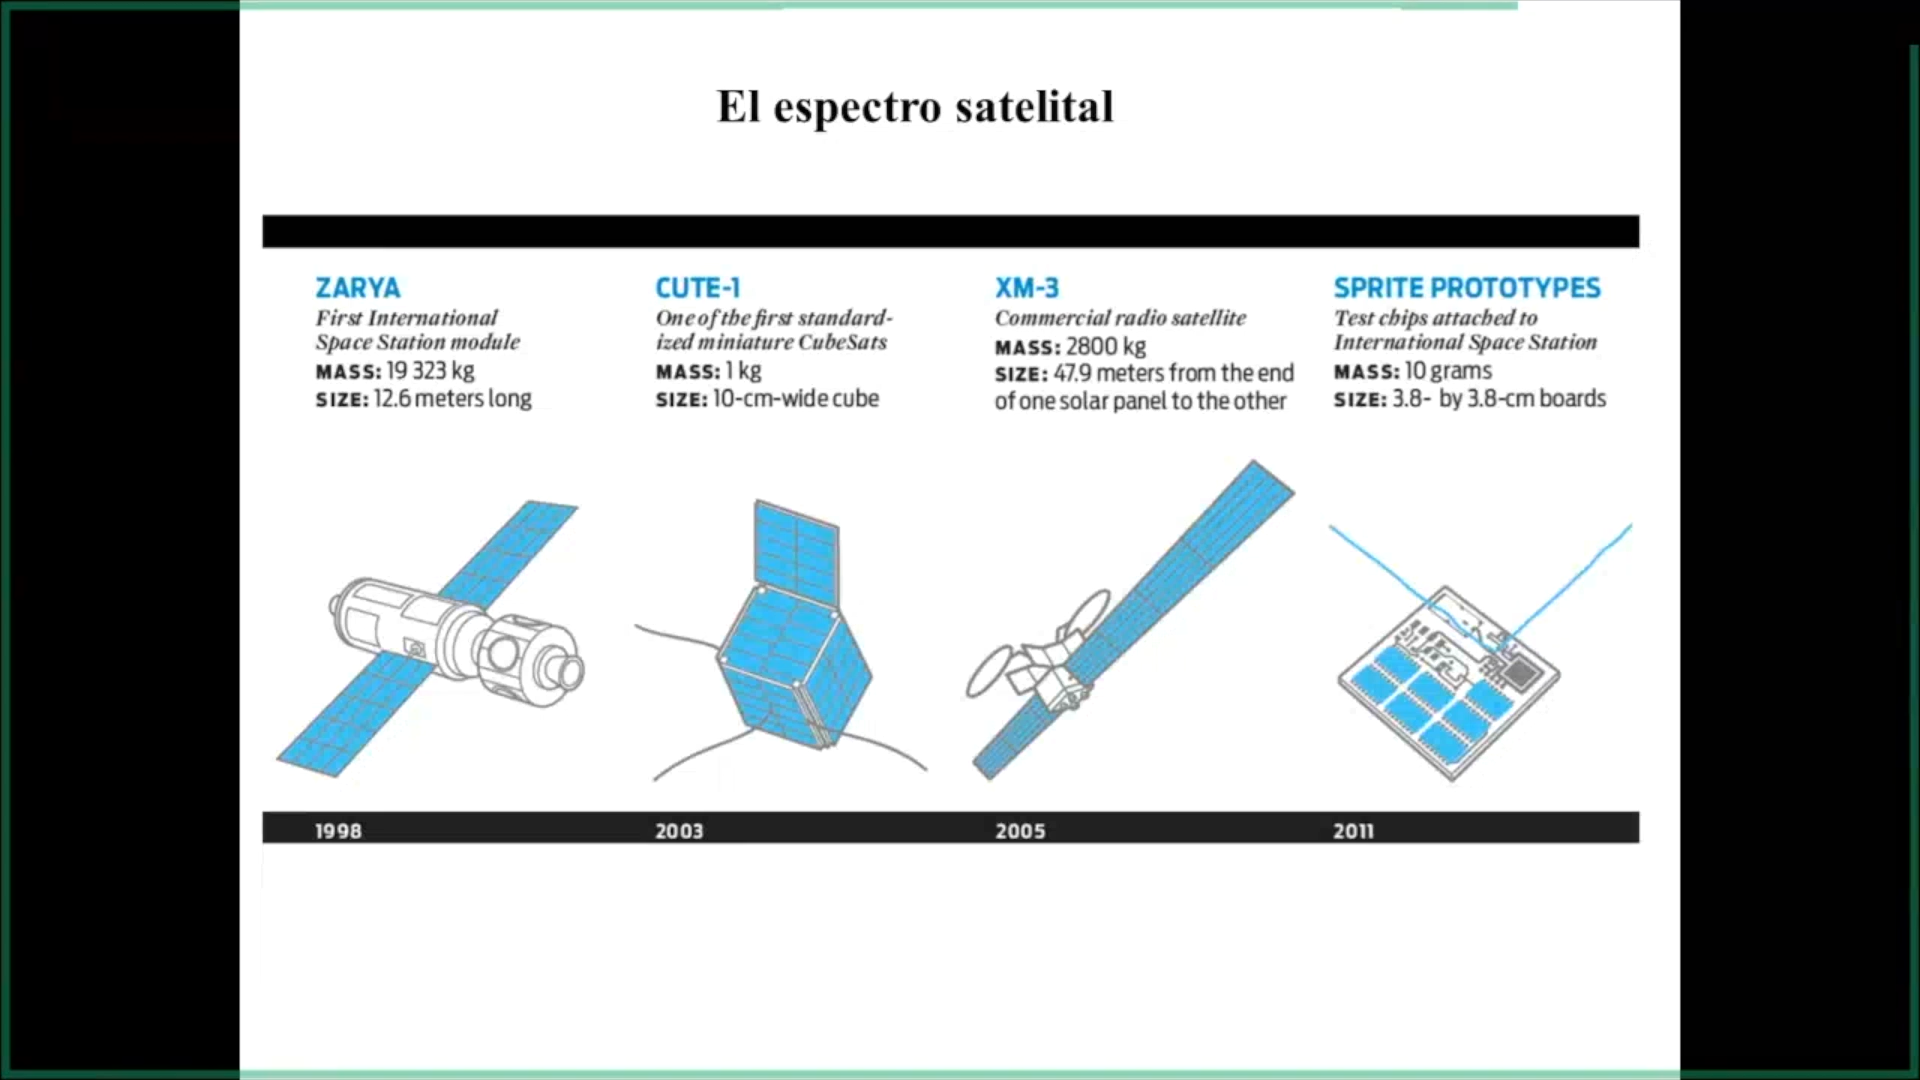 El espectro satelital
ZARYA
First International
Space Station module
MASS: 19 323 kg
SIZE: 12.6 meters long
CUTE-1
One of the first standard-
ized miniature CubeSats
MASS: 1 kg
SIZE: 10-cm-wide cube
XM-3
Commercial radio satellite
MASS: 2800 kg
SIZE: 47.9 meters from the end
of one solar panel to the other
SPRITE PROTOTYPES
Test chips attached to
International Space Station
MASS: 10 grams
SIZE: 3.8- by 3.8-cm boards
1998
2003
2005
2011